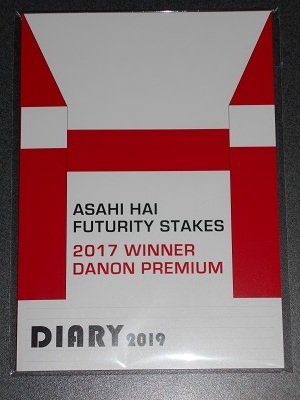 ASAHI HAI
FUTURITY STAKES
2017 WINNER
DANON PREMIUM
DIARY 2019